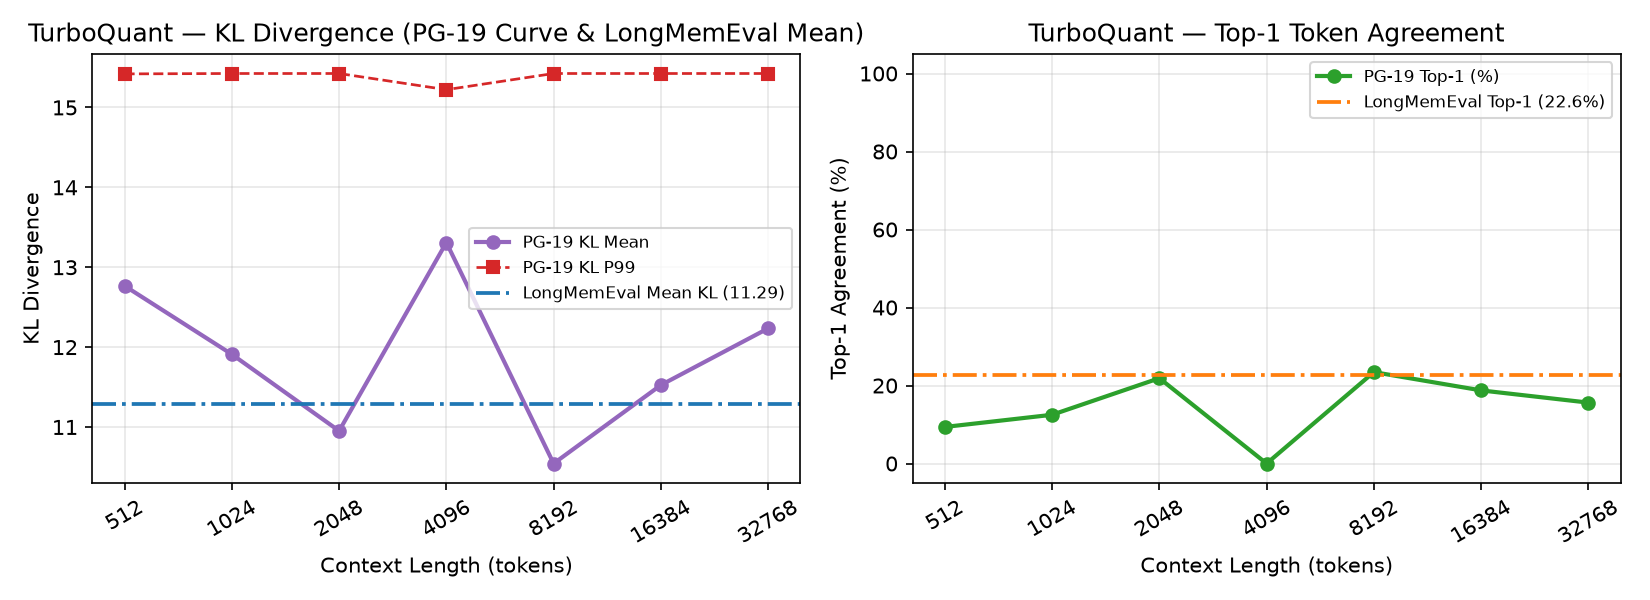 TurboQuant — KL Divergence (PG-19 Curve & LongMemEval Mean)
KL Divergence
15
14
13
12
11
PG-19 KL Mean
PG-19 KL P99
LongMemEval Mean KL (11.29)
512
1024
2048
4096
8192
16384
32768
Context Length (tokens)
TurboQuant — Top-1 Token Agreement
Top-1 Agreement (%)
100
80
60
40
20
0
PG-19 Top-1 (%)
LongMemEval Top-1 (22.6%)
512
1024
2048
4096
8192
16384
32768
Context Length (tokens)